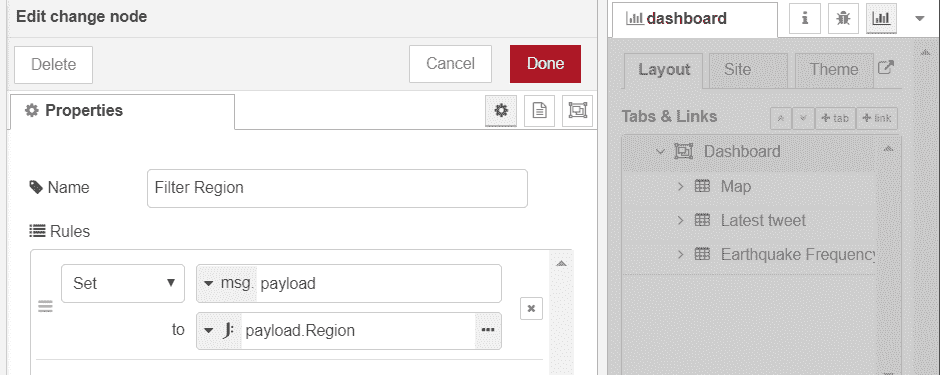 Edit change node
Delete
Cancel
Done
Properties
Name
Filter Region
Rules
Set
msg. payload
to
J: payload.Region
dashboard
i
Layout
Site
Theme
Tabs & Links
+ tab
+ link
Dashboard
Map
Latest tweet
Earthquake Frequency